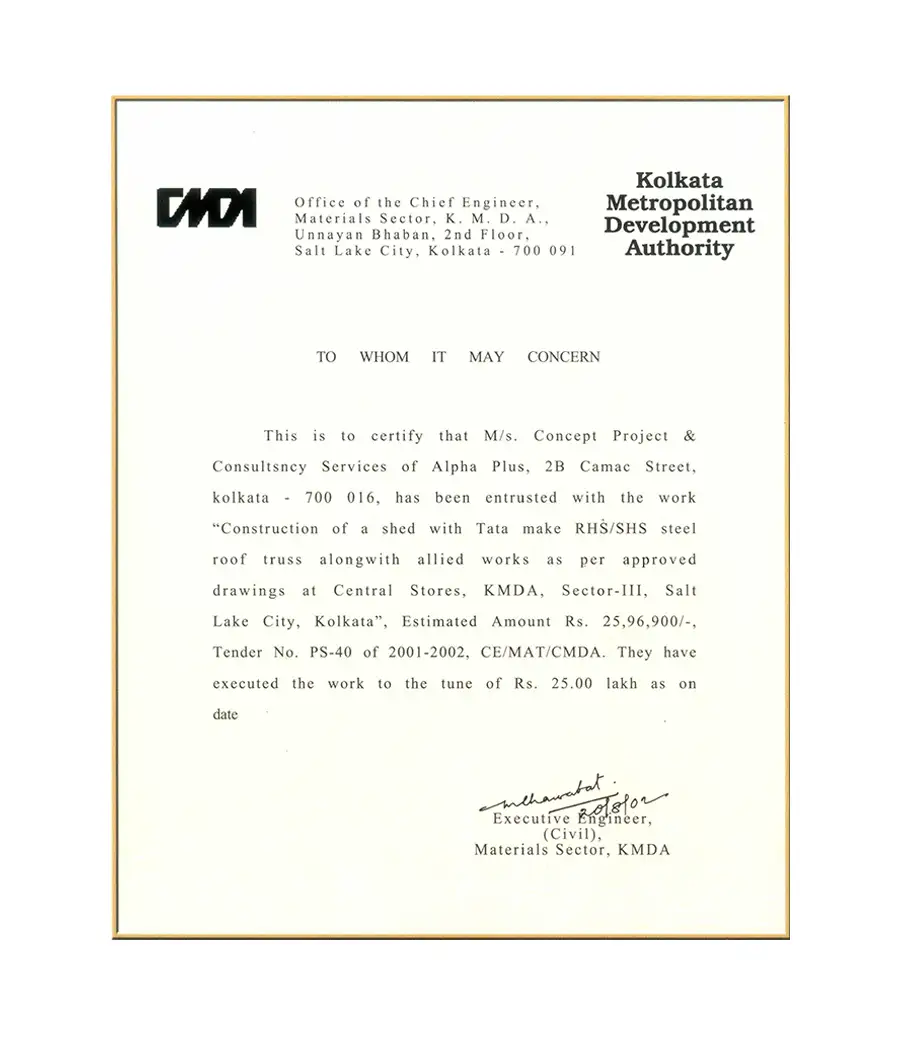 CMDA
Office of the Chief Engineer,
Materials Sector, K. M. D. A.,
Unnayan Bhaban, 2nd Floor,
Salt Lake City, Kolkata - 700 091
Kolkata
Metropolitan
Development
Authority
TO WHOM IT MAY CONCERN
This is to certify that M/s. Concept Project &
Consultsncy Services of Alpha Plus, 2B Camac Street,
kolkata - 700 016, has been entrusted with the work
“Construction of a shed with Tata make RHS/SHS steel
roof truss alongwith allied works as per approved
drawings at Central Stores, KMDA, Sector-III, Salt
Lake City, Kolkata”, Estimated Amount Rs. 25,96,900/-,
Tender No. PS-40 of 2001-2002, CE/MAT/CMDA. They have
executed the work to the tune of Rs. 25.00 lakh as on
date
20/8/02
Executive Engineer,
(Civil),
Materials Sector, KMDA